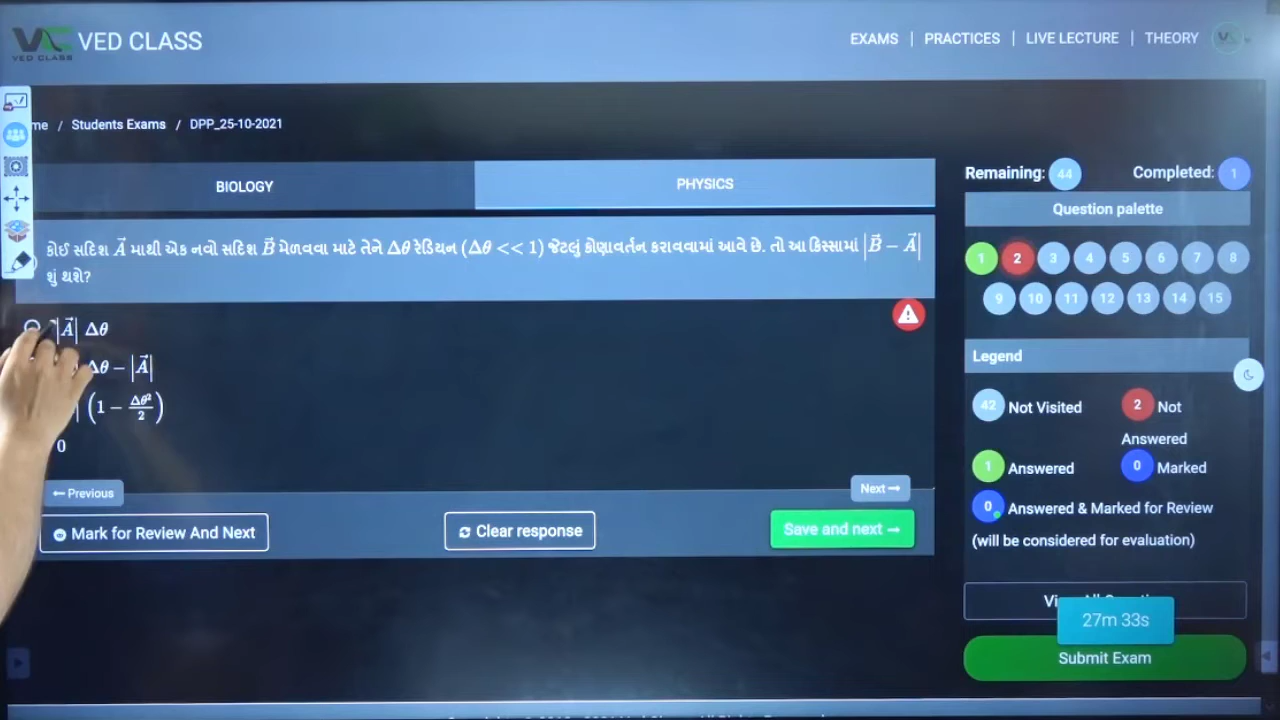 VED CLASS
VED CLASS
EXAMS | PRACTICES | LIVE LECTURE | THEORY
me / Students Exams / DPP_25-10-2021
BIOLOGY
PHYSICS
કોઈ સદિશ A⃗ માથી એક નવો સદિશ B⃗ મેળવવા માટે તેને Δθ રેડિયન (Δθ << 1) જેટલું કોણાવર્તન કરાવવામાં આવે છે. તો આ કિસ્સામાં |B⃗ − A⃗|
શું થશે?
|A⃗| Δθ
Δθ − |A⃗|
(1 − Δθ²/2)
0
← Previous
Next →
Mark for Review And Next
Clear response
Save and next →
Remaining: 44 Completed: 1
Question palette
1 2 3 4 5 6 7 8
9 10 11 12 13 14 15
Legend
42 Not Visited
2 Not
Answered
1 Answered
0 Marked
0 Answered & Marked for Review
(will be considered for evaluation)
27m 33s
Submit Exam